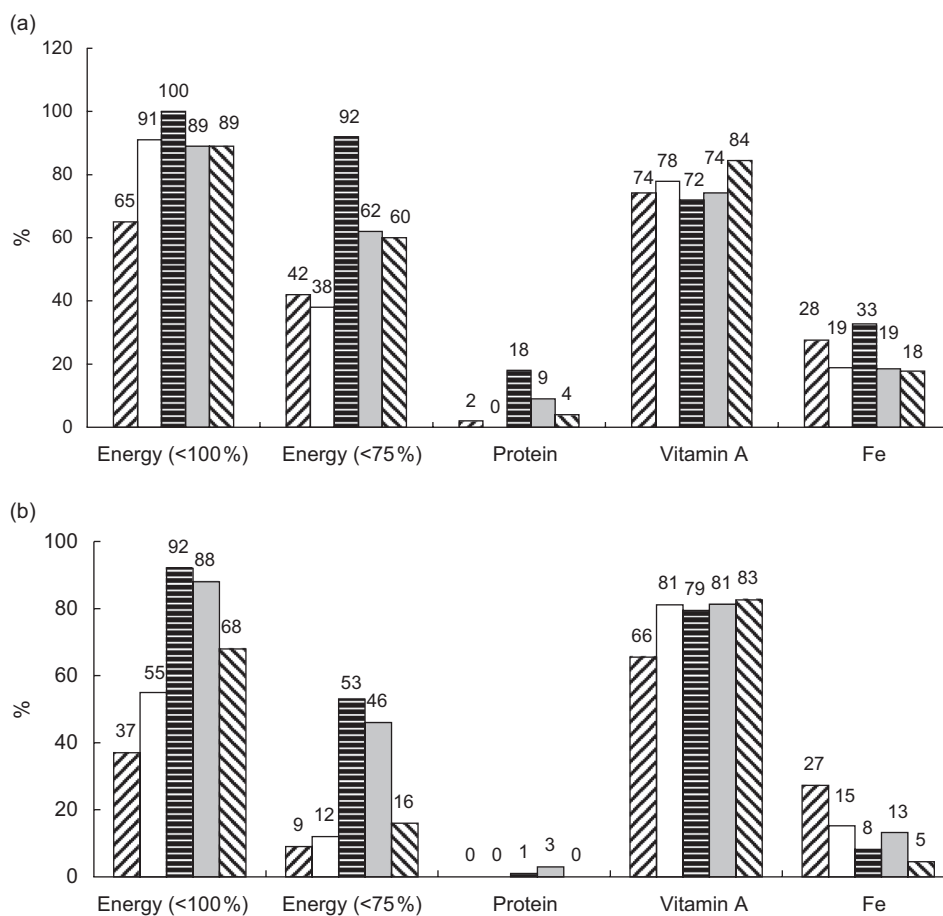 (a)
120
100
80
60
40
20
0
%
65 91 100 89 89
42 38 92 62 60
2 0 18 9 4
74 78 72 74 84
28 19 33 19 18
Energy (<100%) Energy (<75%) Protein Vitamin A Fe
(b)
100
80
60
40
20
0
%
37 55 92 88 68
9 12 53 46 16
0 0 1 3 0
66 81 79 81 83
27 15 8 13 5
Energy (<100%) Energy (<75%) Protein Vitamin A Fe